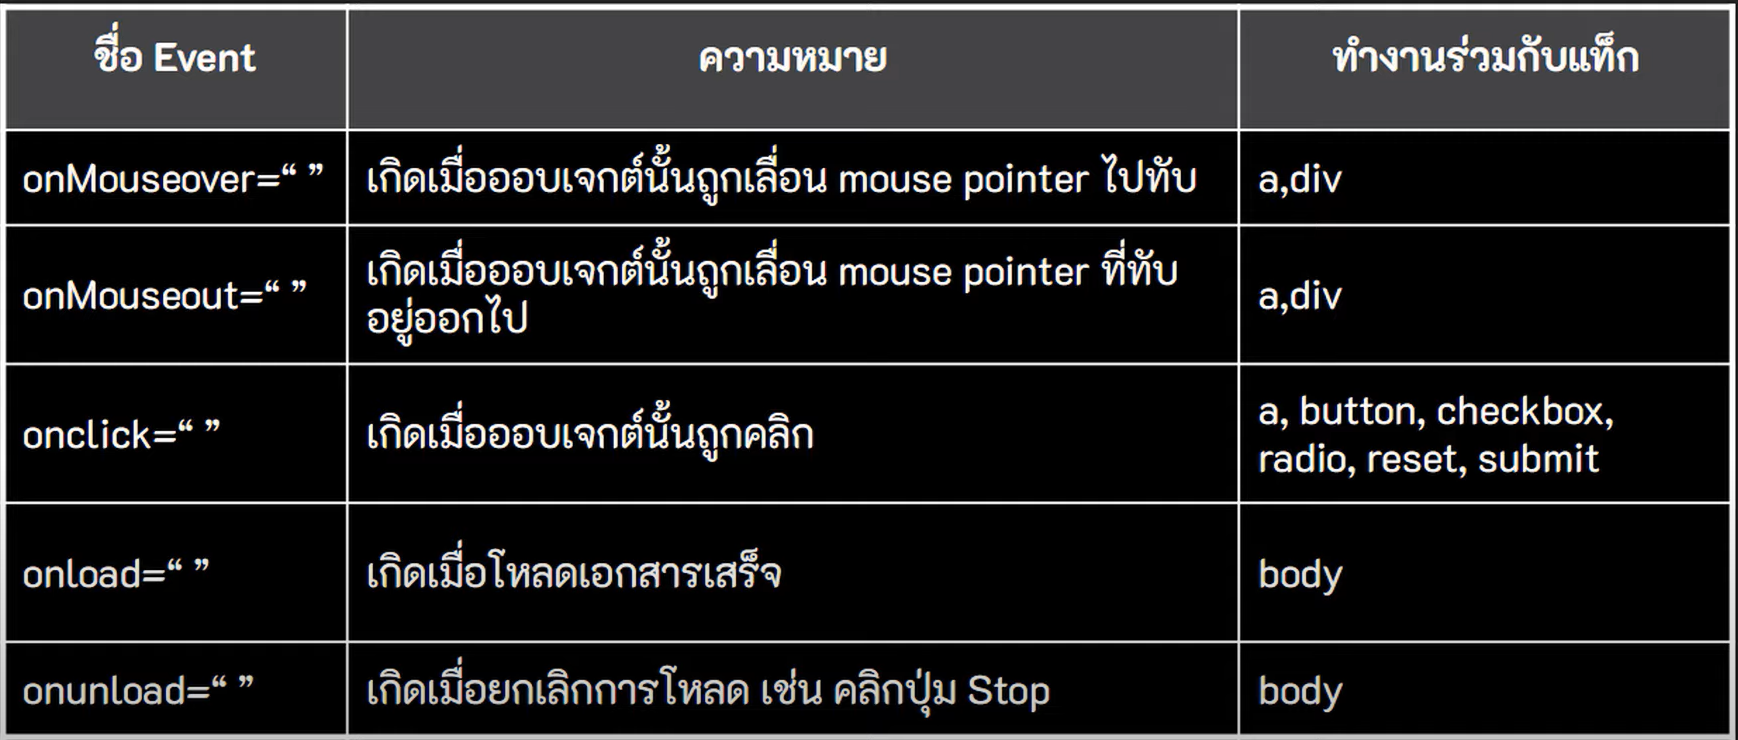 ชื่อ Event
ความหมาย
ทำงานร่วมกับแท็ก
onMouseover=“ ”
เกิดเมื่อออบเจกต์นั้นถูกเลื่อน mouse pointer ไปทับ
a,div
onMouseout=“ ”
เกิดเมื่อออบเจกต์นั้นถูกเลื่อน mouse pointer ที่ทับ
อยู่ออกไป
a,div
onclick=“ ”
เกิดเมื่อออบเจกต์นั้นถูกคลิก
a, button, checkbox,
radio, reset, submit
onload=“ ”
เกิดเมื่อโหลดเอกสารเสร็จ
body
onunload=“ ”
เกิดเมื่อยกเลิกการโหลด เช่น คลิกปุ่ม Stop
body